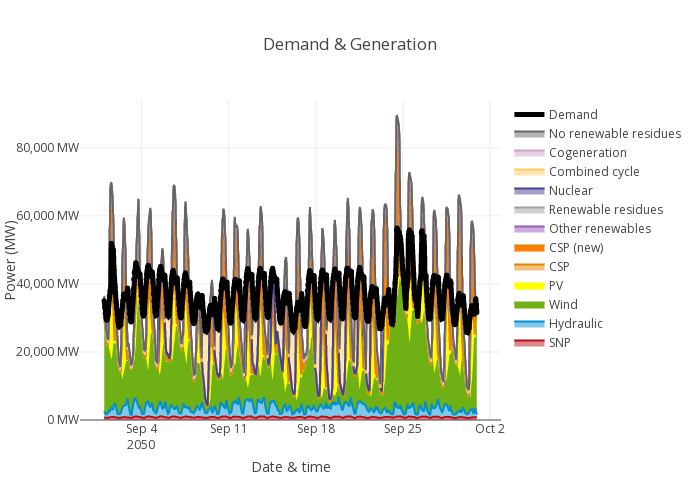 Demand & Generation
Power (MW)
80,000 MW
60,000 MW
40,000 MW
20,000 MW
0 MW
Sep 4
2050
Sep 11
Sep 18
Sep 25
Oct 2
Date & time
Demand
No renewable residues
Cogeneration
Combined cycle
Nuclear
Renewable residues
Other renewables
CSP (new)
CSP
PV
Wind
Hydraulic
SNP